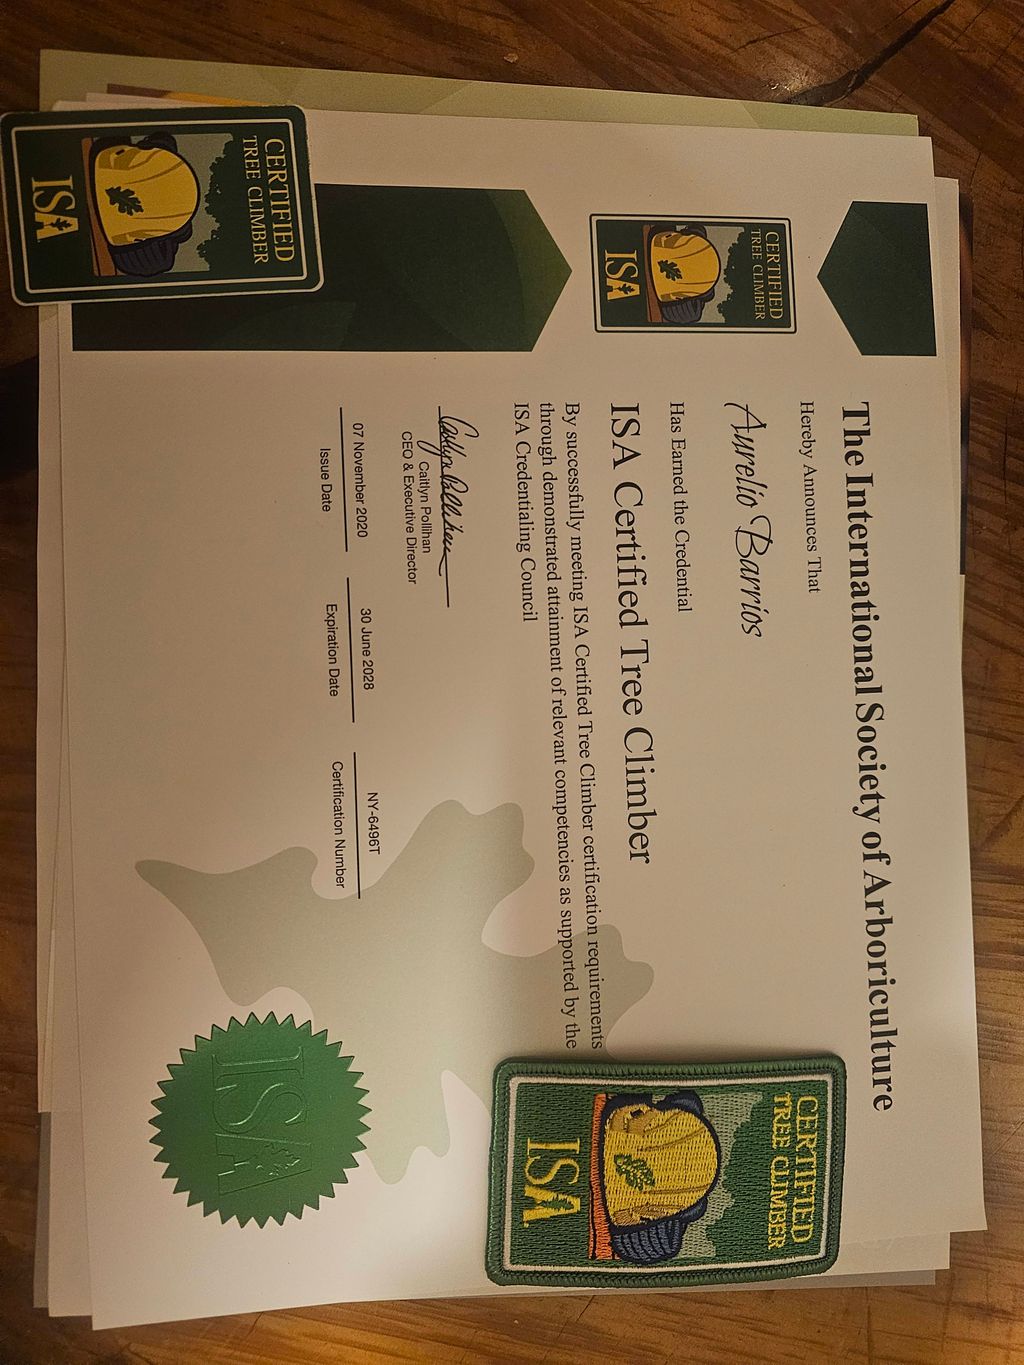 The International Society of Arboriculture
Hereby Announces That
Aurelio Barrios
Has Earned the Credential
ISA Certified Tree Climber
By successfully meeting ISA Certified Tree Climber certification requirements
through demonstrated attainment of relevant competencies as supported by the
ISA Credentialing Council
Caitlyn Pollihan
Caitlyn Pollihan
CEO & Executive Director
07 November 2020
Issue Date
30 June 2028
Expiration Date
NY-6496T
Certification Number
CERTIFIED
TREE CLIMBER
ISA
CERTIFIED
TREE CLIMBER
ISA
CERTIFIED
TREE CLIMBER
ISA
ISA